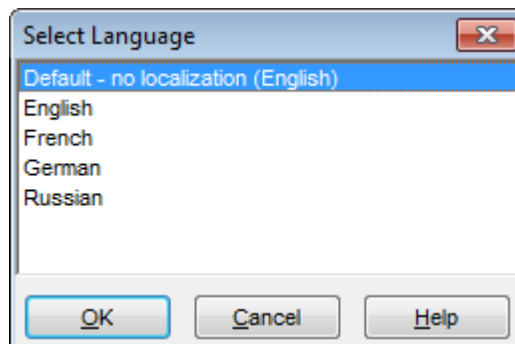 Select Language
Default - no localization (English)
English
French
German
Russian
OK Cancel Help